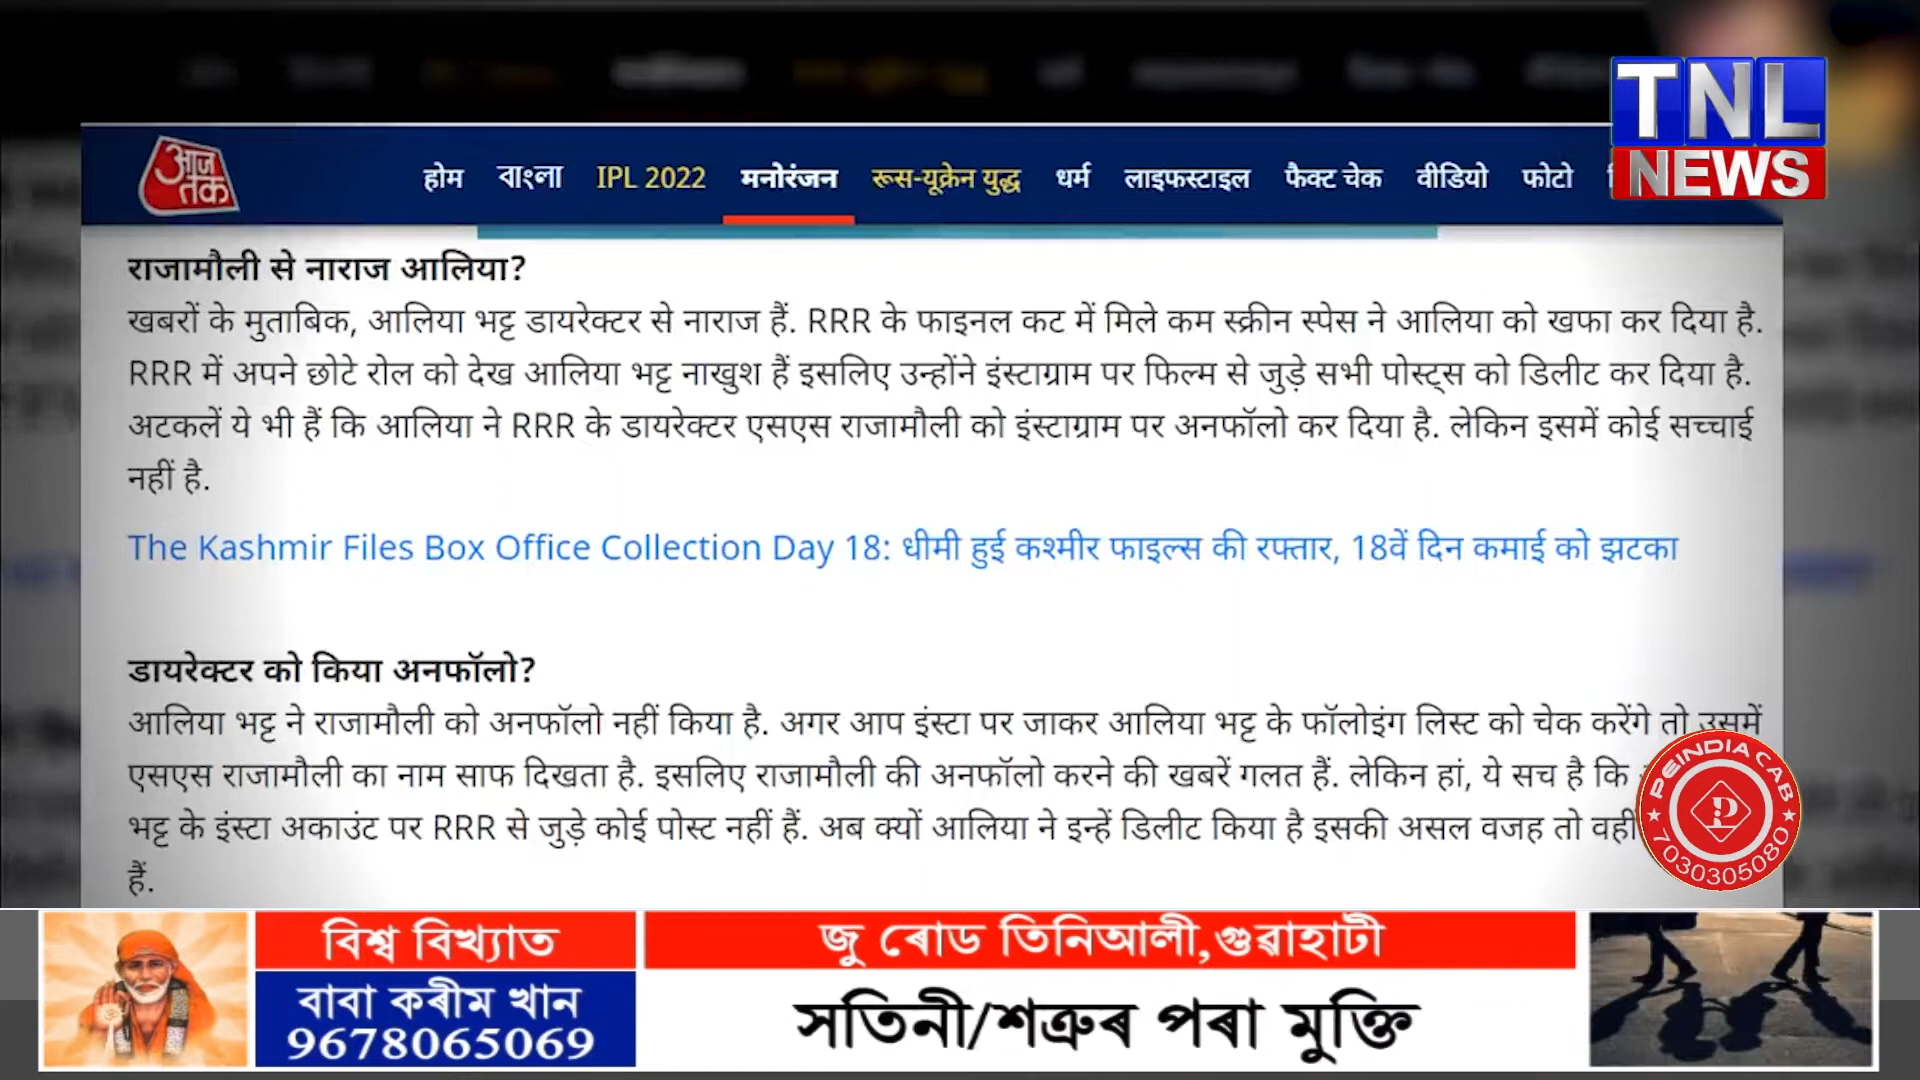 TNL
NEWS
आज
तक
होम বাংলা IPL 2022 मनोरंजन रूस-यूक्रेन युद्ध धर्म लाइफस्टाइल फैक्ट चेक वीडियो फोटो
राजामौली से नाराज आलिया?
खबरों के मुताबिक, आलिया भट्ट डायरेक्टर से नाराज हैं. RRR के फाइनल कट में मिले कम स्क्रीन स्पेस ने आलिया को खफा कर दिया है.
RRR में अपने छोटे रोल को देख आलिया भट्ट नाखुश हैं इसलिए उन्होंने इंस्टाग्राम पर फिल्म से जुड़े सभी पोस्ट्स को डिलीट कर दिया है.
अटकलें ये भी हैं कि आलिया ने RRR के डायरेक्टर एसएस राजामौली को इंस्टाग्राम पर अनफॉलो कर दिया है. लेकिन इसमें कोई सच्चाई
नहीं है.
The Kashmir Files Box Office Collection Day 18: धीमी हुई कश्मीर फाइल्स की रफ्तार, 18वें दिन कमाई को झटका
डायरेक्टर को किया अनफॉलो?
आलिया भट्ट ने राजामौली को अनफॉलो नहीं किया है. अगर आप इंस्टा पर जाकर आलिया भट्ट के फॉलोइंग लिस्ट को चेक करेंगे तो उसमें
एसएस राजामौली का नाम साफ दिखता है. इसलिए राजामौली की अनफॉलो करने की खबरें गलत हैं. लेकिन हां, ये सच है कि
भट्ट के इंस्टा अकाउंट पर RRR से जुड़े कोई पोस्ट नहीं हैं. अब क्यों आलिया ने इन्हें डिलीट किया है इसकी असल वजह तो वही
हैं.
PEINDIA CAB
7030305080
বিশ্ব বিখ্যাত
বাবা কৰীম খান
9678065069
জু ৰোড তিনিআলী,গুৱাহাটী
সতিনী/শত্ৰুৰ পৰা মুক্তি